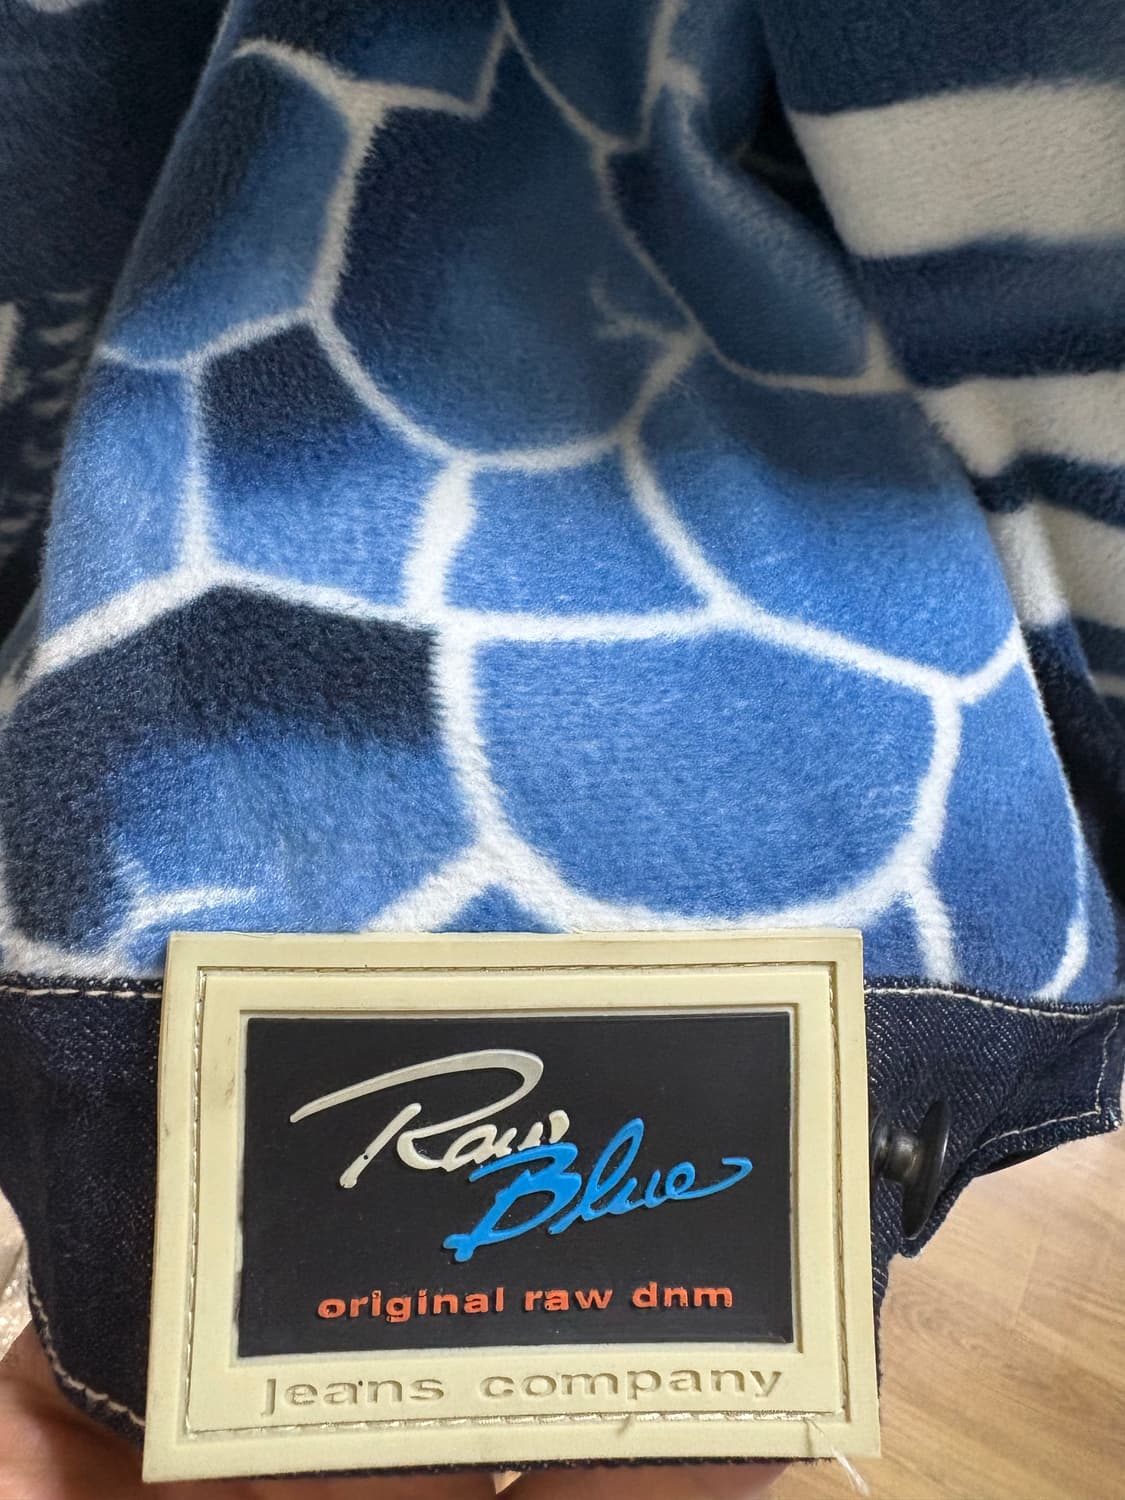 Raw
Blue
original raw dnm
jeans company